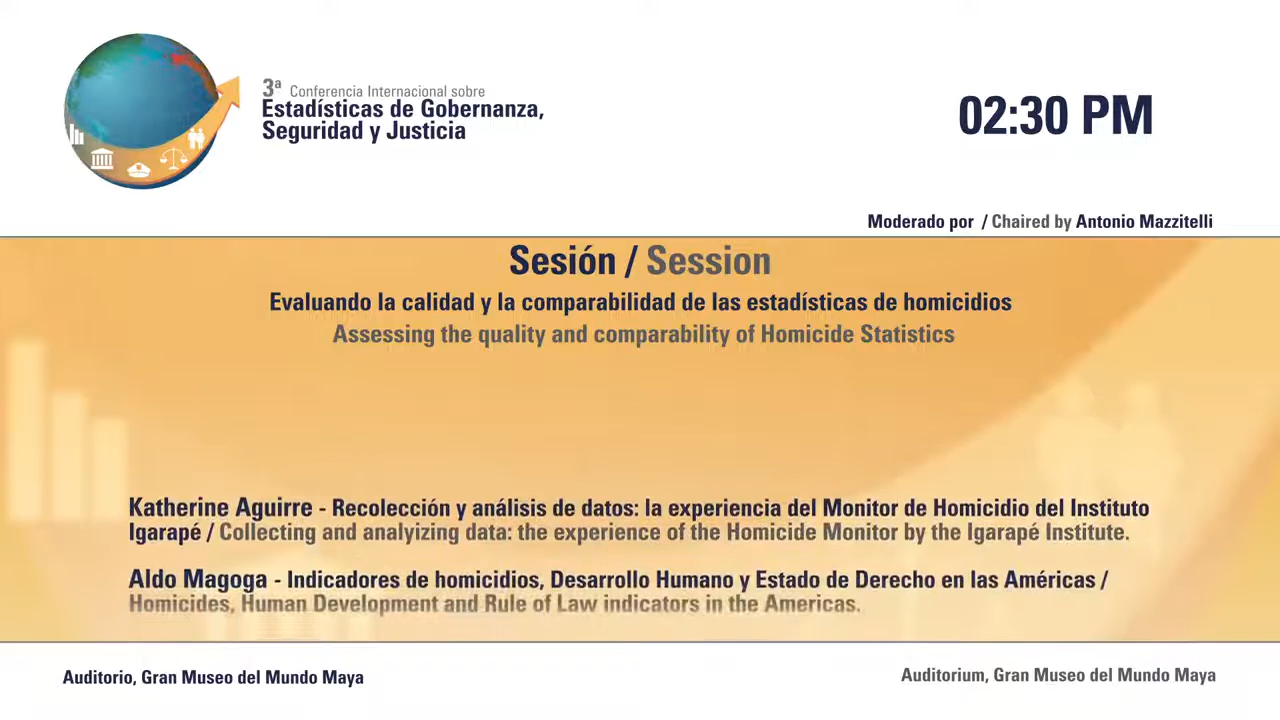 3ª Conferencia Internacional sobre
Estadísticas de Gobernanza,
Seguridad y Justicia
02:30 PM
Moderado por / Chaired by Antonio Mazzitelli
Sesión / Session
Evaluando la calidad y la comparabilidad de las estadísticas de homicidios
Assessing the quality and comparability of Homicide Statistics
Katherine Aguirre - Recolección y análisis de datos: la experiencia del Monitor de Homicidio del Instituto
Igarapé / Collecting and analyizing data: the experience of the Homicide Monitor by the Igarapé Institute.
Aldo Magoga - Indicadores de homicidios, Desarrollo Humano y Estado de Derecho en las Américas /
Homicides, Human Development and Rule of Law indicators in the Americas.
Auditorio, Gran Museo del Mundo Maya
Auditorium, Gran Museo del Mundo Maya